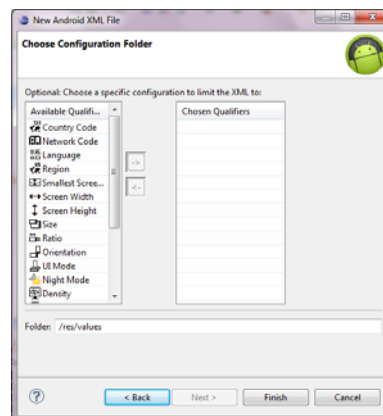 New Android XML File
Choose Configuration Folder
Optional: Choose a specific configuration to limit the XML to:
Available Qualifi...
Chosen Qualifiers
Country Code
Network Code
Language
Region
Smallest Scree...
Screen Width
Screen Height
Size
Ratio
Orientation
UI Mode
Night Mode
Density
->
<-
Folder: /res/values
?
< Back
Next >
Finish
Cancel